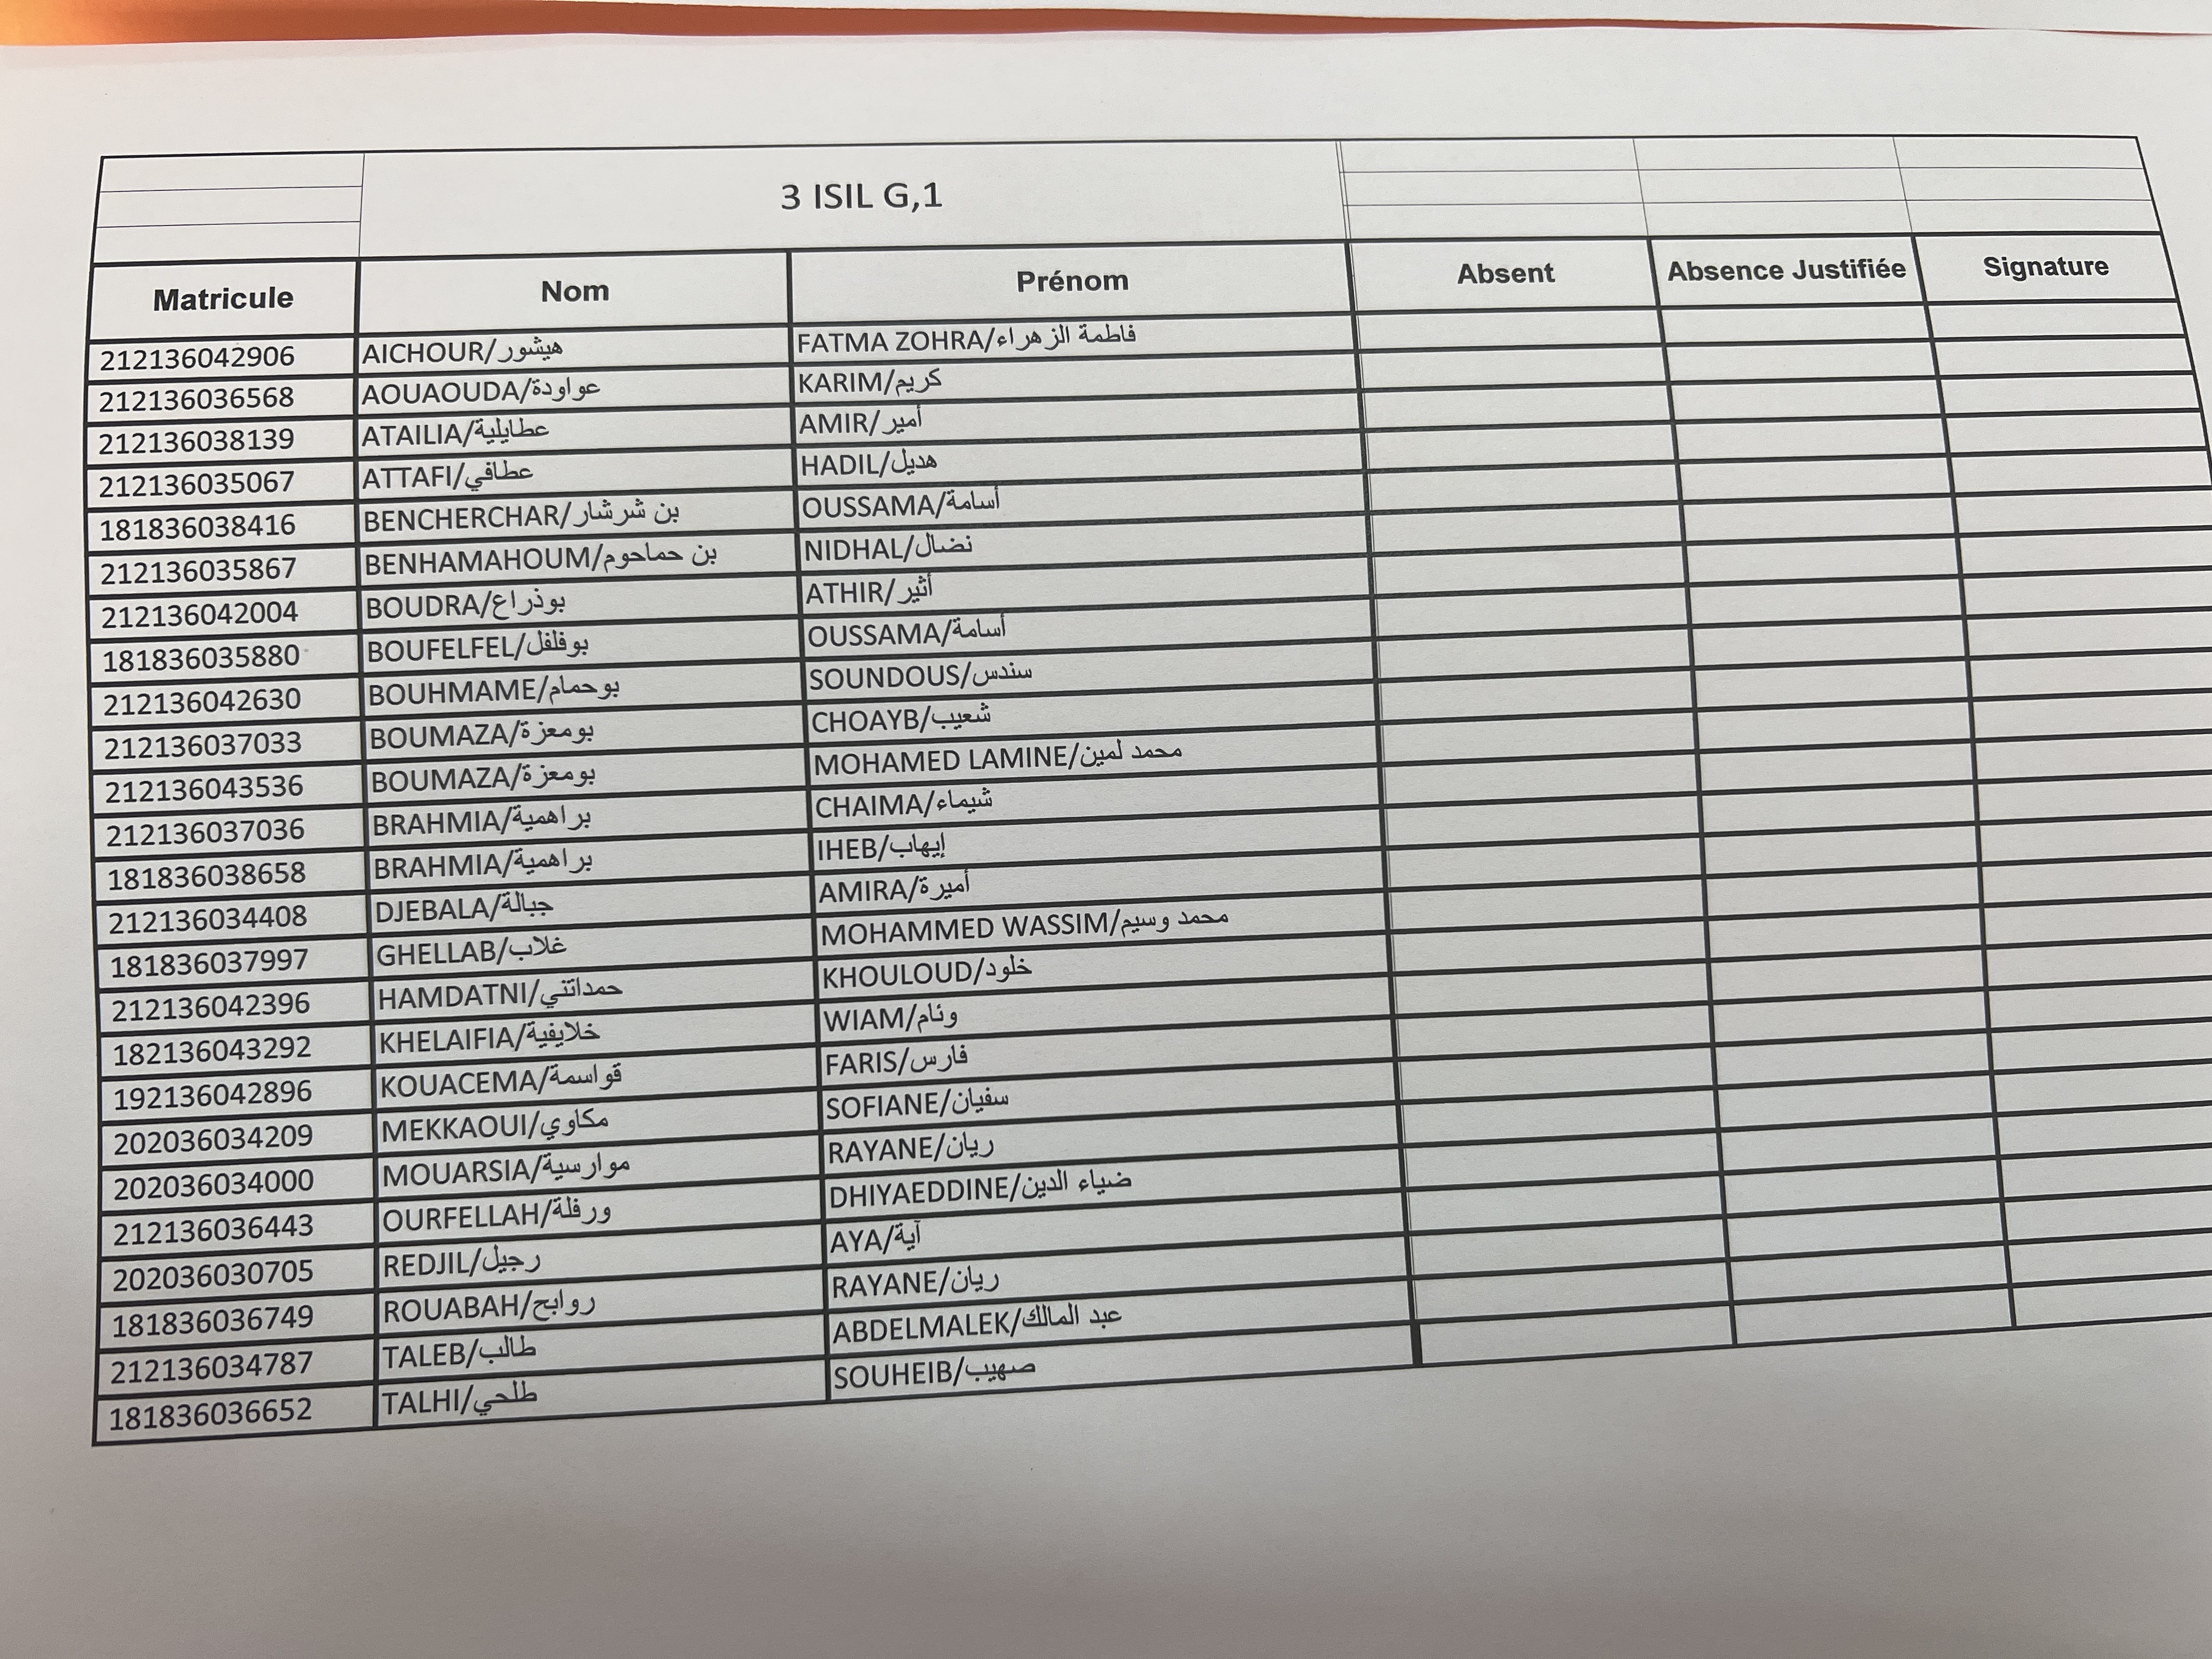 3 ISIL G,1
Matricule Nom Prénom Absent Absence Justifiée Signature
212136042906 AICHOUR/هيشور FATMA ZOHRA/فاطمة الزهراء
212136036568 AOUAOUDA/عواودة KARIM/كريم
212136038139 ATAILIA/عطايلية AMIR/أمير
212136035067 ATTAFI/عطافي HADIL/هديل
181836038416 BENCHERCHAR/بن شرشار OUSSAMA/أسامة
212136035867 BENHAMAHOUM/بن حماحوم NIDHAL/نضال
212136042004 BOUDRA/بوذراع ATHIR/أثير
181836035880 BOUFELFEL/بوفلفل OUSSAMA/أسامة
212136042630 BOUHMAME/بوحمام SOUNDOUS/سندس
212136037033 BOUMAZA/بومعزة CHOAYB/شعيب
212136043536 BOUMAZA/بومعزة MOHAMED LAMINE/محمد لمين
212136037036 BRAHMIA/براهمية CHAIMA/شيماء
181836038658 BRAHMIA/براهمية IHEB/إيهاب
212136034408 DJEBALA/جبالة AMIRA/أميرة
181836037997 GHELLAB/غلاب MOHAMMED WASSIM/محمد وسيم
212136042396 HAMDATNI/حمداتني KHOULOUD/خلود
182136043292 KHELAIFIA/خلايفية WIAM/وئام
192136042896 KOUACEMA/قواسمة FARIS/فارس
202036034209 MEKKAOUI/مكاوي SOFIANE/سفيان
202036034000 MOUARSIA/موارسية RAYANE/ريان
212136036443 OURFELLAH/ورفلة DHIYAEDDINE/ضياء الدين
202036030705 REDJIL/رجيل AYA/آية
181836036749 ROUABAH/روابح RAYANE/ريان
212136034787 TALEB/طالب ABDELMALEK/عبد المالك
181836036652 TALHI/طلحي SOUHEIB/صهيب